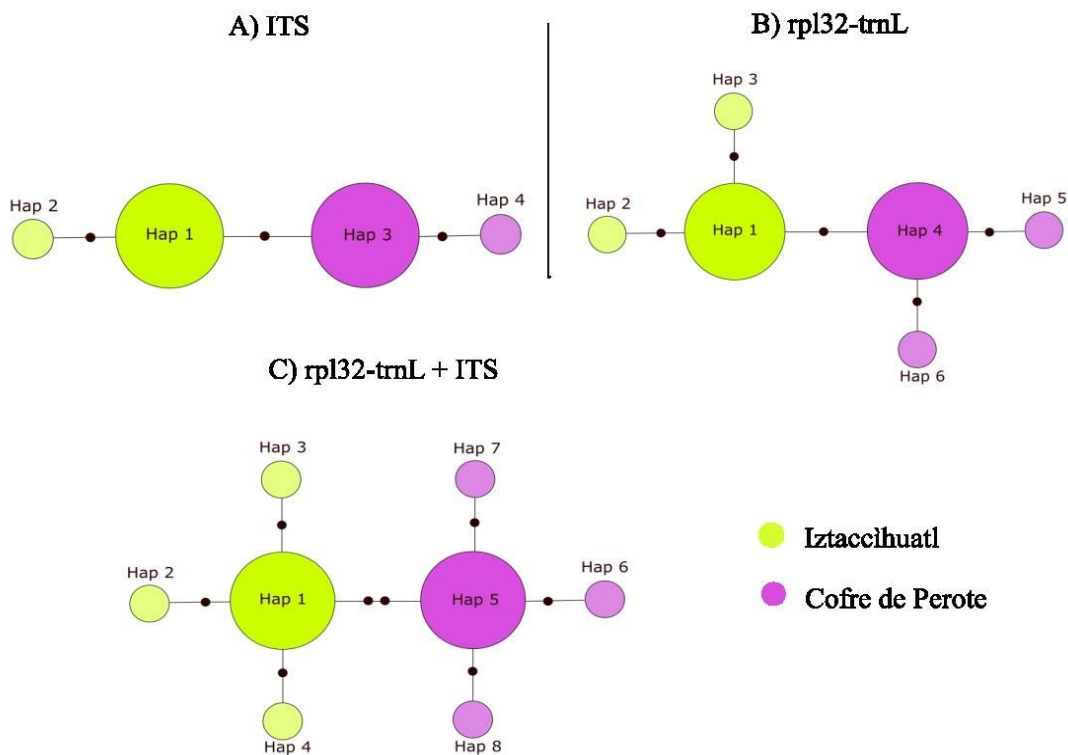 A) ITS
Hap 2
Hap 1
Hap 3
Hap 4
B) rpl32-trnL
Hap 3
Hap 2
Hap 1
Hap 4
Hap 5
Hap 6
C) rpl32-trnL + ITS
Hap 3
Hap 7
Hap 2
Hap 1
Hap 5
Hap 6
Hap 4
Hap 8
Iztaccihuatl
Cofre de Perote